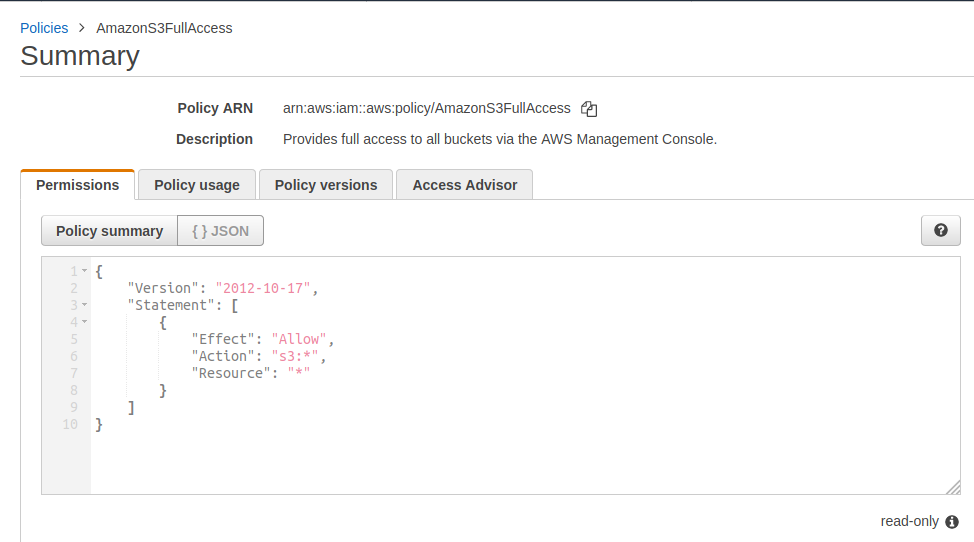 Policies > AmazonS3FullAccess
Summary
Policy ARN arn:aws:iam::aws:policy/AmazonS3FullAccess
Description Provides full access to all buckets via the AWS Management Console.
Permissions Policy usage Policy versions Access Advisor
Policy summary { } JSON ?
1 {
2 "Version": "2012-10-17",
3 "Statement": [
4 {
5 "Effect": "Allow",
6 "Action": "s3:*",
7 "Resource": "*"
8 }
9 ]
10 }
read-only i